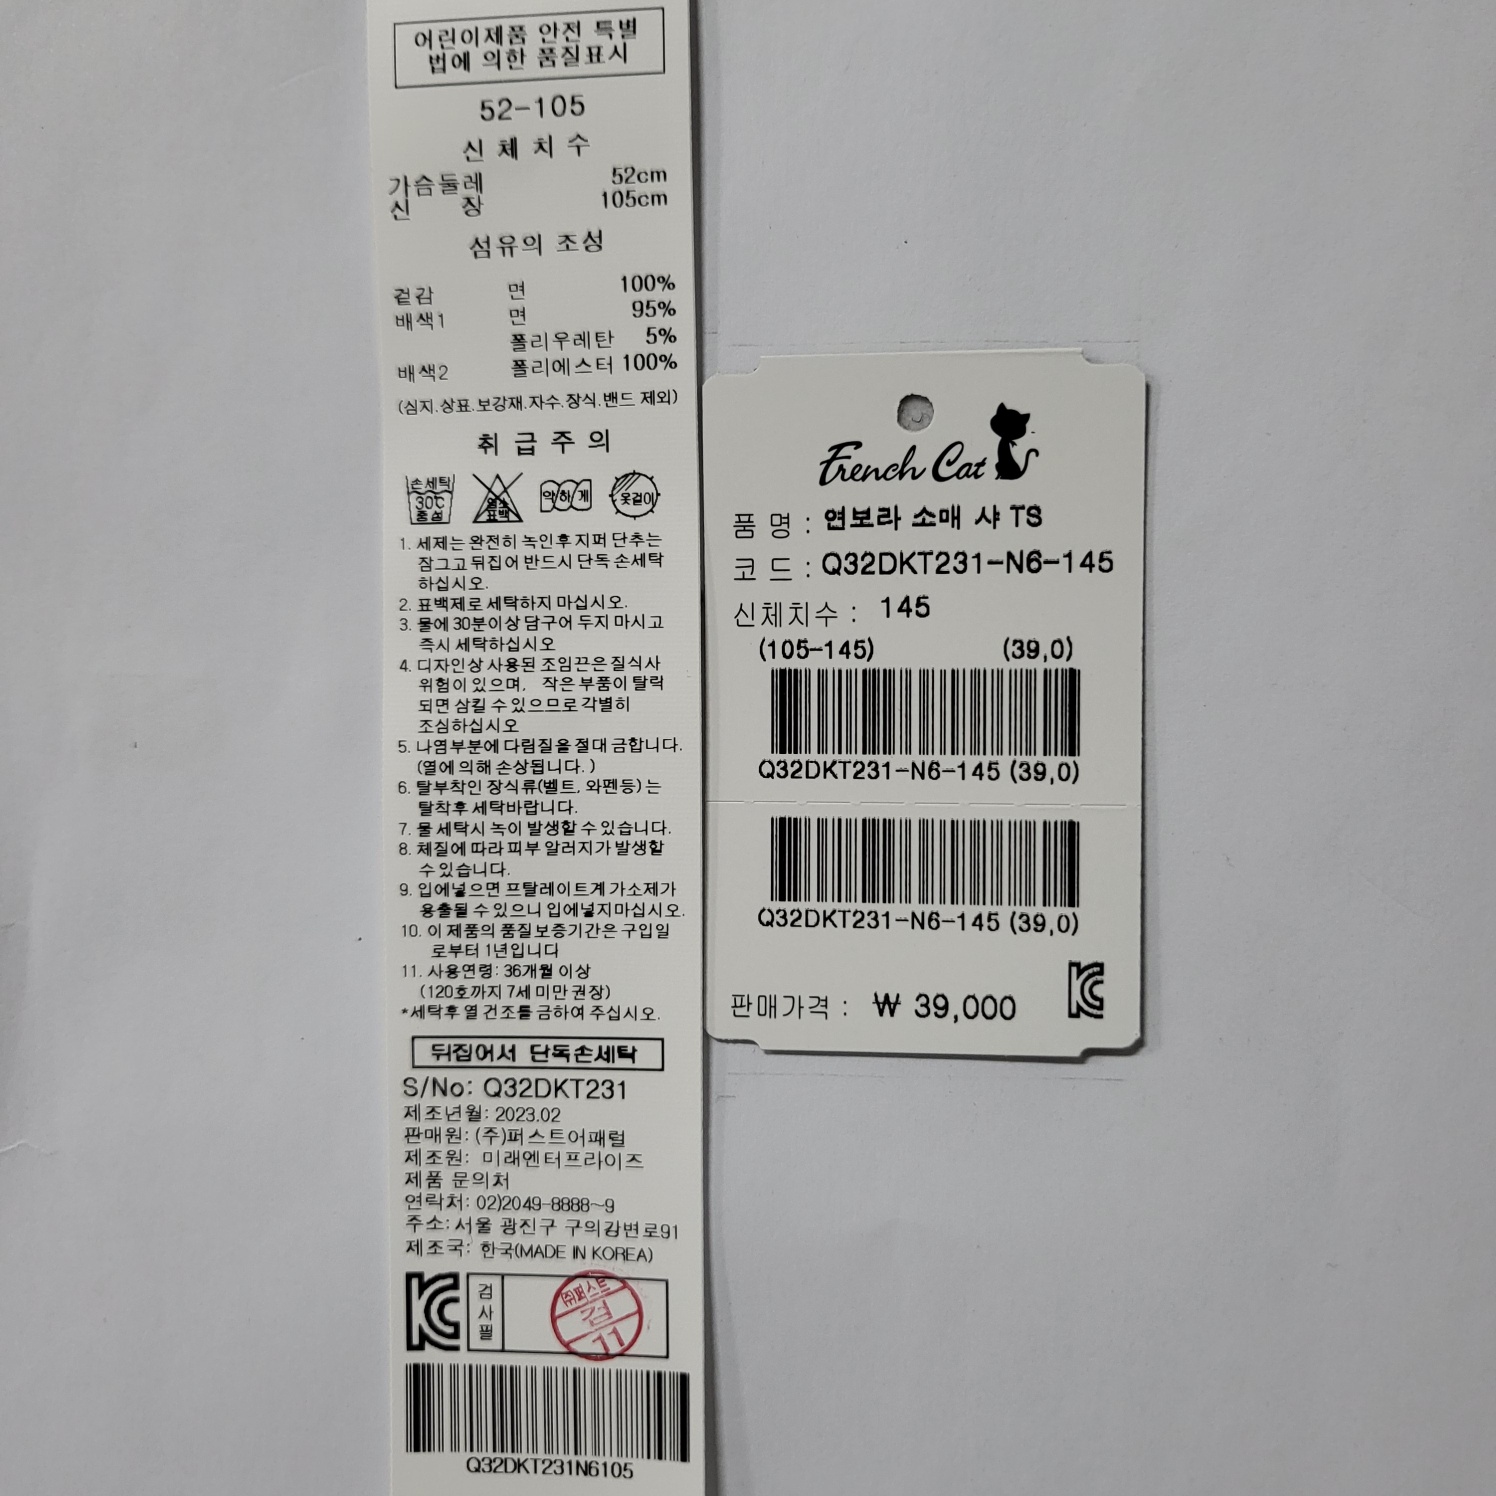 어린이제품 안전 특별
법에 의한 품질표시
52-105
신 체 치 수
가슴둘레 52cm
신 장 105cm
섬유의 조성
겉감 면 100%
배색1 면 95%
폴리우레탄 5%
배색2 폴리에스터 100%
(심지.상표.보강재.자수.장식.밴드 제외)
취 급 주 의
손세탁
30℃
중성
염소
표백
약하게
옷걸이
1. 세제는 완전히 녹인후 지퍼 단추는
잠그고 뒤집어 반드시 단독 손세탁
하십시오.
2. 표백제로 세탁하지 마십시오.
3. 물에 30분이상 담구어 두지 마시고
즉시 세탁하십시오
4. 디자인상 사용된 조임끈은 질식사
위험이 있으며, 작은 부품이 탈락
되면 삼킬 수 있으므로 각별히
조심하십시오
5. 나염부분에 다림질을 절대 금합니다.
(열에 의해 손상됩니다. )
6. 탈부착인 장식류(벨트, 와펜등) 는
탈착후 세탁바랍니다.
7. 물 세탁시 녹이 발생할 수 있습니다.
8. 체질에 따라 피부 알러지가 발생할
수 있습니다.
9. 입에넣으면 프탈레이트계 가소제가
용출될 수 있으니 입에넣지마십시오.
10. 이 제품의 품질보증기간은 구입일
로부터 1년입니다
11. 사용연령: 36개월 이상
(120호까지 7세 미만 권장)
*세탁후 열 건조를 금하여 주십시오.
뒤집어서 단독손세탁
S/No: Q32DKT231
제조년월: 2023.02
판매원: (주)퍼스트어패럴
제조원: 미래엔터프라이즈
제품 문의처
연락처: 02)2049-8888~9
주소: 서울 광진구 구의강변로91
제조국: 한국(MADE IN KOREA)
KC
검사필
(주)퍼스트
검
11
Q32DKT231N6105
French Cat
품 명 : 연보라 소매 샤 TS
코 드 : Q32DKT231-N6-145
신체치수 : 145
(105-145) (39,0)
Q32DKT231-N6-145 (39,0)
Q32DKT231-N6-145 (39,0)
판매가격 : ₩ 39,000
KC